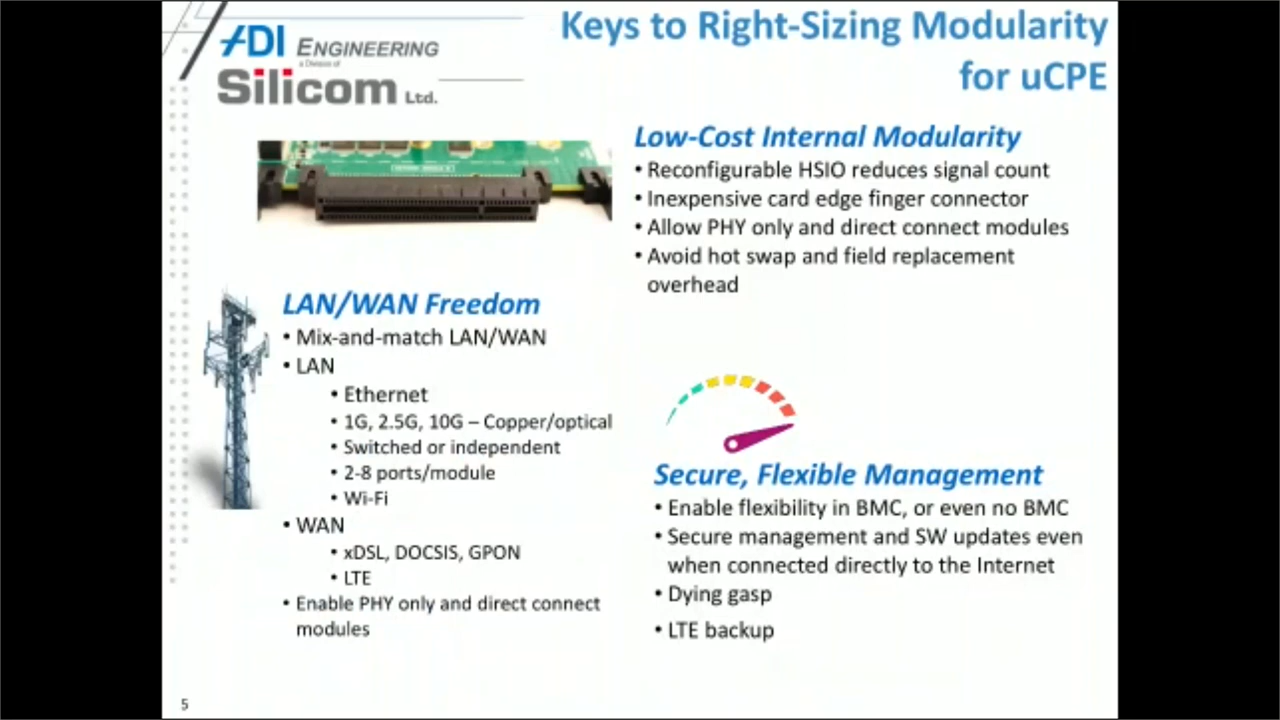 ADI ENGINEERING
a Division of
Silicom Ltd.
Keys to Right-Sizing Modularity
for uCPE
Low-Cost Internal Modularity
• Reconfigurable HSIO reduces signal count
• Inexpensive card edge finger connector
• Allow PHY only and direct connect modules
• Avoid hot swap and field replacement
overhead
LAN/WAN Freedom
• Mix-and-match LAN/WAN
• LAN
• Ethernet
• 1G, 2.5G, 10G – Copper/optical
• Switched or independent
• 2-8 ports/module
• Wi-Fi
• WAN
• xDSL, DOCSIS, GPON
• LTE
• Enable PHY only and direct connect
modules
Secure, Flexible Management
• Enable flexibility in BMC, or even no BMC
• Secure management and SW updates even
when connected directly to the Internet
• Dying gasp
• LTE backup
5